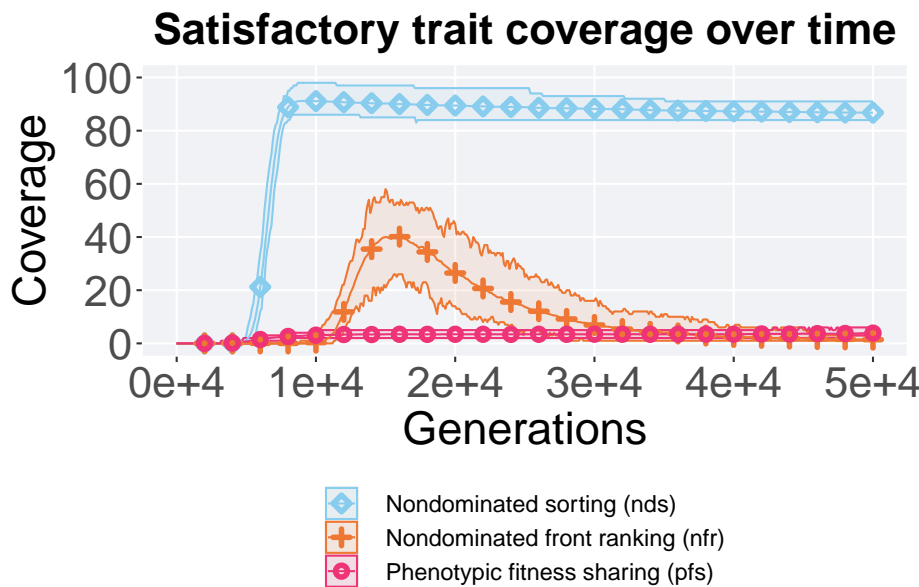 Satisfactory trait coverage over time
Coverage
100
80
60
40
20
0
0e+4 1e+4 2e+4 3e+4 4e+4 5e+4
Generations
Nondominated sorting (nds)
Nondominated front ranking (nfr)
Phenotypic fitness sharing (pfs)